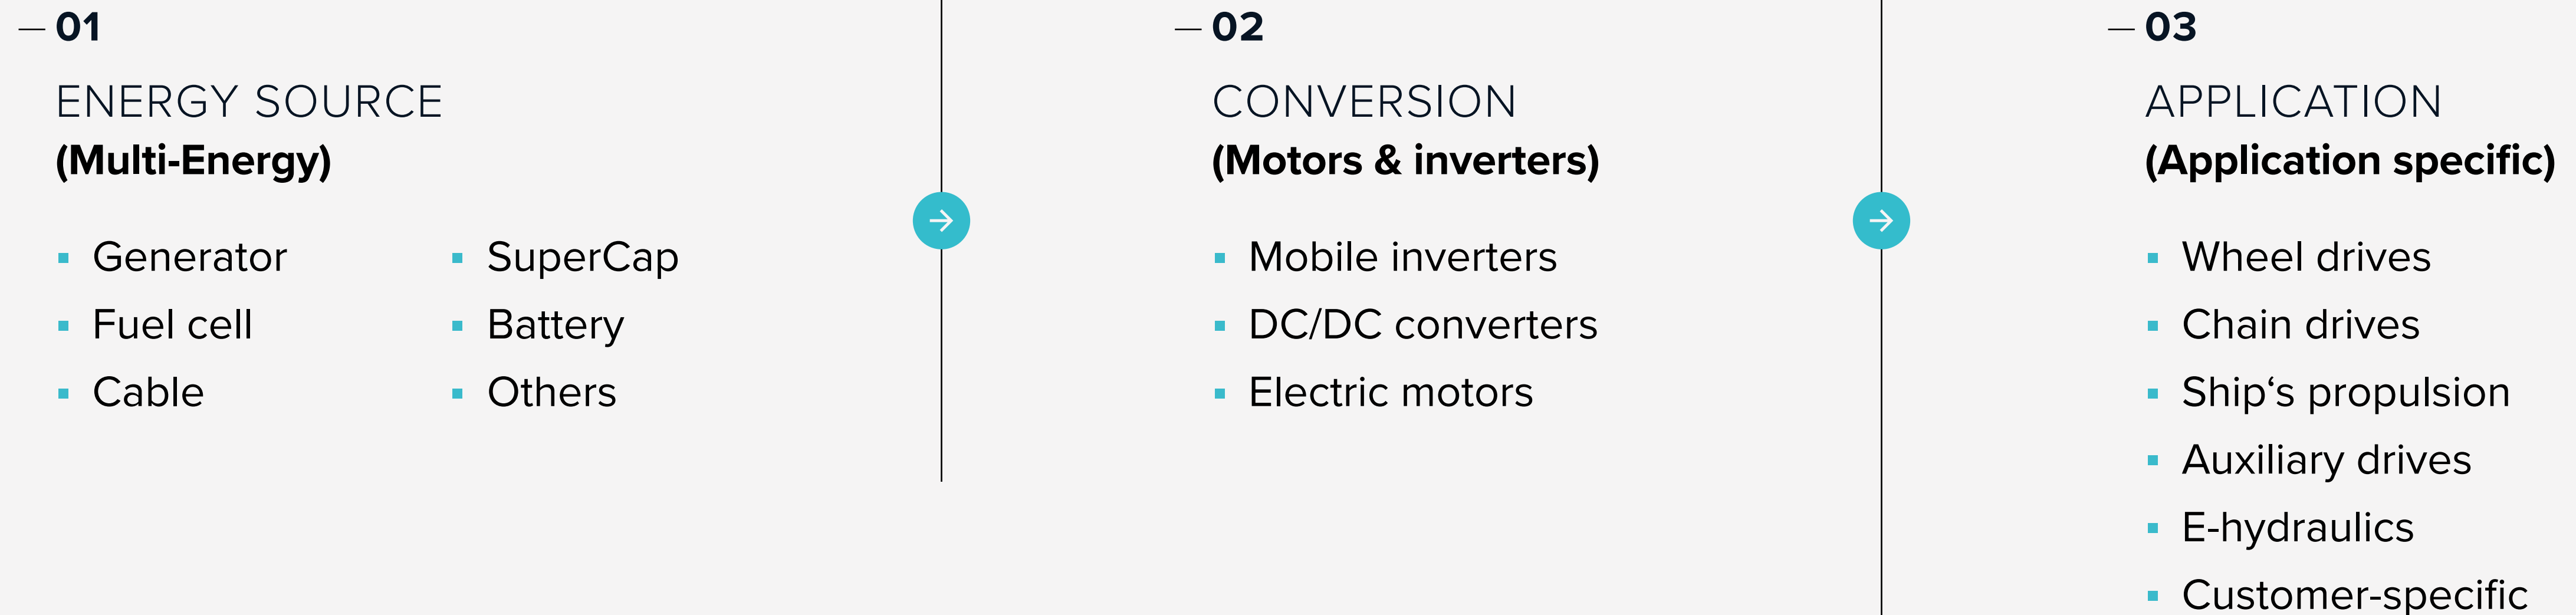 — 01
ENERGY SOURCE
(Multi-Energy)
▪ Generator
▪ Fuel cell
▪ Cable
▪ SuperCap
▪ Battery
▪ Others
— 02
CONVERSION
(Motors & inverters)
▪ Mobile inverters
▪ DC/DC converters
▪ Electric motors
— 03
APPLICATION
(Application specific)
▪ Wheel drives
▪ Chain drives
▪ Ship‘s propulsion
▪ Auxiliary drives
▪ E-hydraulics
▪ Customer-specific